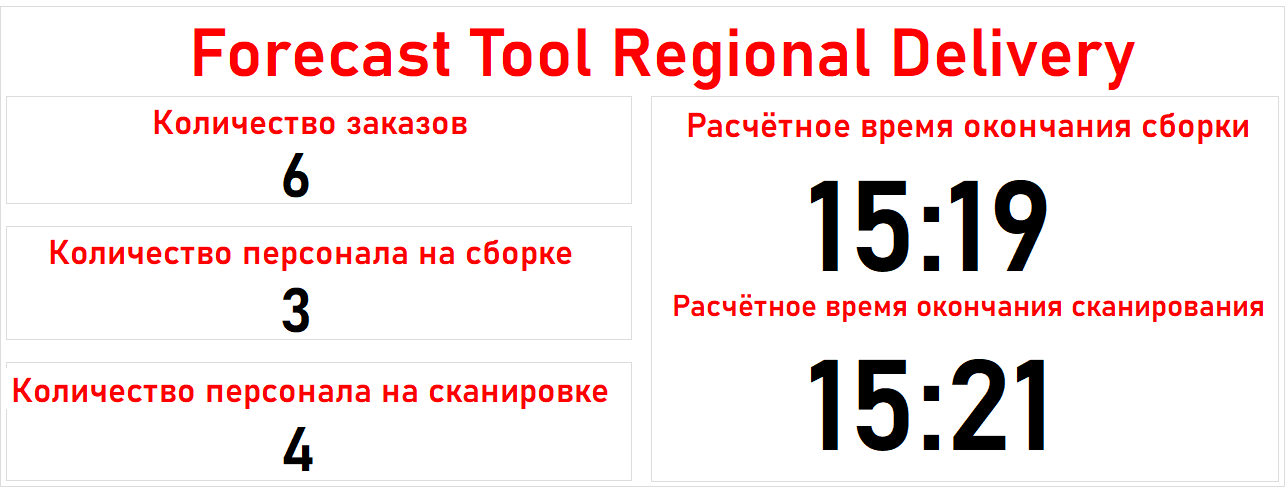 Forecast Tool Regional Delivery
Количество заказов
6
Количество персонала на сборке
3
Количество персонала на сканировке
4
Расчётное время окончания сборки
15:19
Расчётное время окончания сканирования
15:21